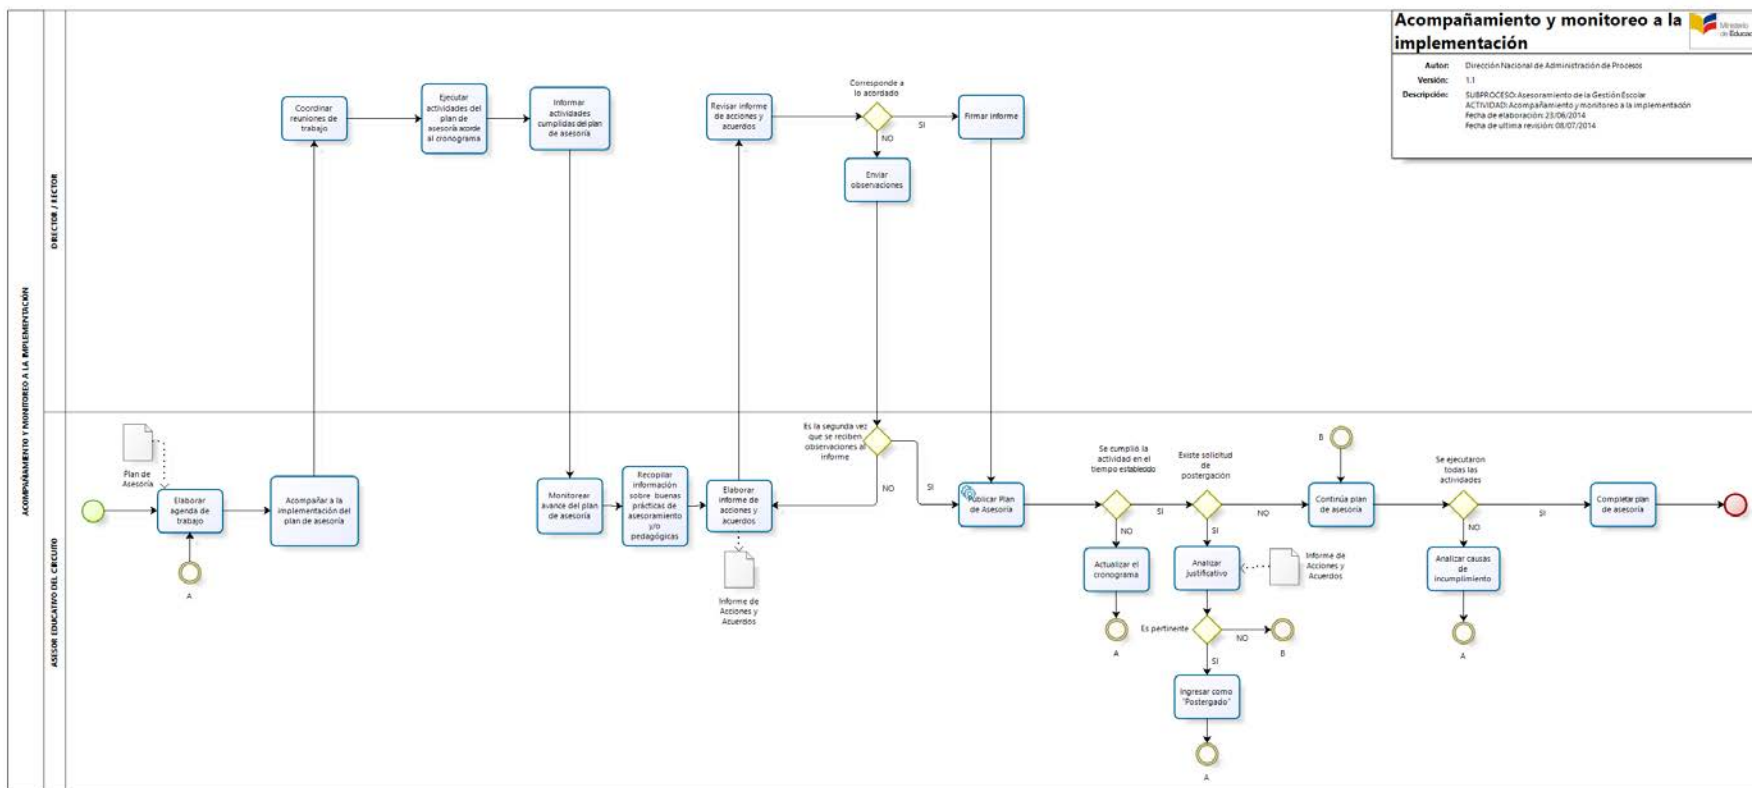 Acompañamiento y monitoreo a la
implementación
Ministerio
de Educac
Autor: Dirección Nacional de Administración de Procesos
Versión: 1.1
Descripción: SUBPROCESO: Asesoramiento de la Gestión Escolar
ACTIVIDAD: Acompañamiento y monitoreo a la implementación
Fecha de elaboración: 23/06/2014
Fecha de ultima revisión: 08/07/2014
ACOMPAÑAMIENTO Y MONITOREO A LA IMPLEMENTACIÓN
DIRECTOR / RECTOR
Coordinar
reuniones de
trabajo
Ejecutar
actividades del
plan de
asesoría acorde
al cronograma
Informar
actividades
cumplidas del plan
de asesoría
Revisar informe
de acciones y
acuerdos
Corresponde a
lo acordado
SI
NO
Firmar informe
Enviar
observaciones
ASESOR EDUCATIVO DEL CIRCUITO
Plan de
Asesoría
Elaborar
agenda de
trabajo
A
Acompañar a la
implementación del
plan de asesoría
Monitorear
avance del plan
de asesoría
Recopilar
información
sobre buenas
prácticas de
asesoramiento
y/o
pedagógicas
Elaborar
informe de
acciones y
acuerdos
Informe de
Acciones y
Acuerdos
Es la segunda vez
que se reciben
observaciones al
informe
NO
SI
Publicar Plan
de Asesoría
Se cumplió la
actividad en el
tiempo establecido
SI
NO
Actualizar el
cronograma
A
Existe solicitud
de
postergación
NO
SI
Analizar
justificativo
Informe de
Acciones y
Acuerdos
Es pertinente
NO
B
SI
Ingresar como
"Postergado"
A
B
Continúa plan
de asesoría
Se ejecutaron
todas las
actividades
SI
NO
Analizar causas
de
incumplimiento
A
Completar plan
de asesoría